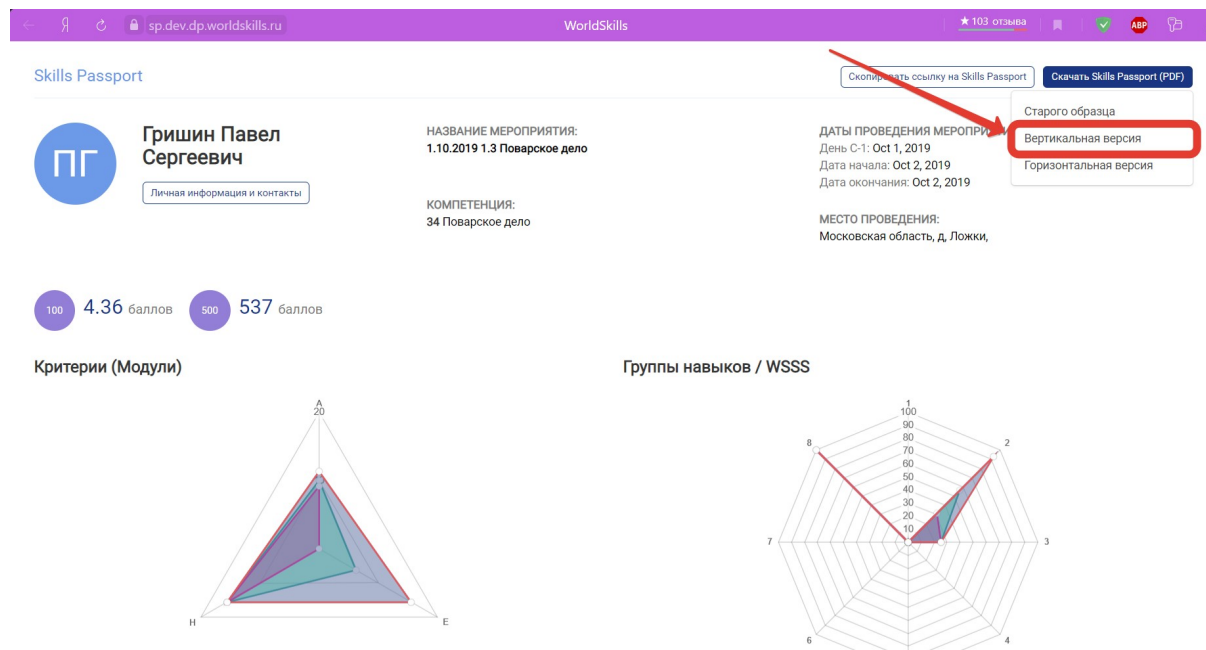 sp.dev.dp.worldskills.ru
WorldSkills
★ 103 отзыва
ABP
Skills Passport
Скопировать ссылку на Skills Passport
Скачать Skills Passport (PDF)
Старого образца
Вертикальная версия
Горизонтальная версия
ПГ
Гришин Павел
Сергеевич
Личная информация и контакты
НАЗВАНИЕ МЕРОПРИЯТИЯ:
1.10.2019 1.3 Поварское дело
КОМПЕТЕНЦИЯ:
34 Поварское дело
ДАТЫ ПРОВЕДЕНИЯ
День С-1: Oct 1, 2019
Дата начала: Oct 2, 2019
Дата окончания: Oct 2, 2019
МЕСТО ПРОВЕДЕНИЯ:
Московская область, д, Ложки,
100 4.36 баллов 500 537 баллов
Критерии (Модули)
A
20
H
E
Группы навыков / WSSS
1
100
90
80
70
60
50
40
30
20
10
8
2
7
3
6
4